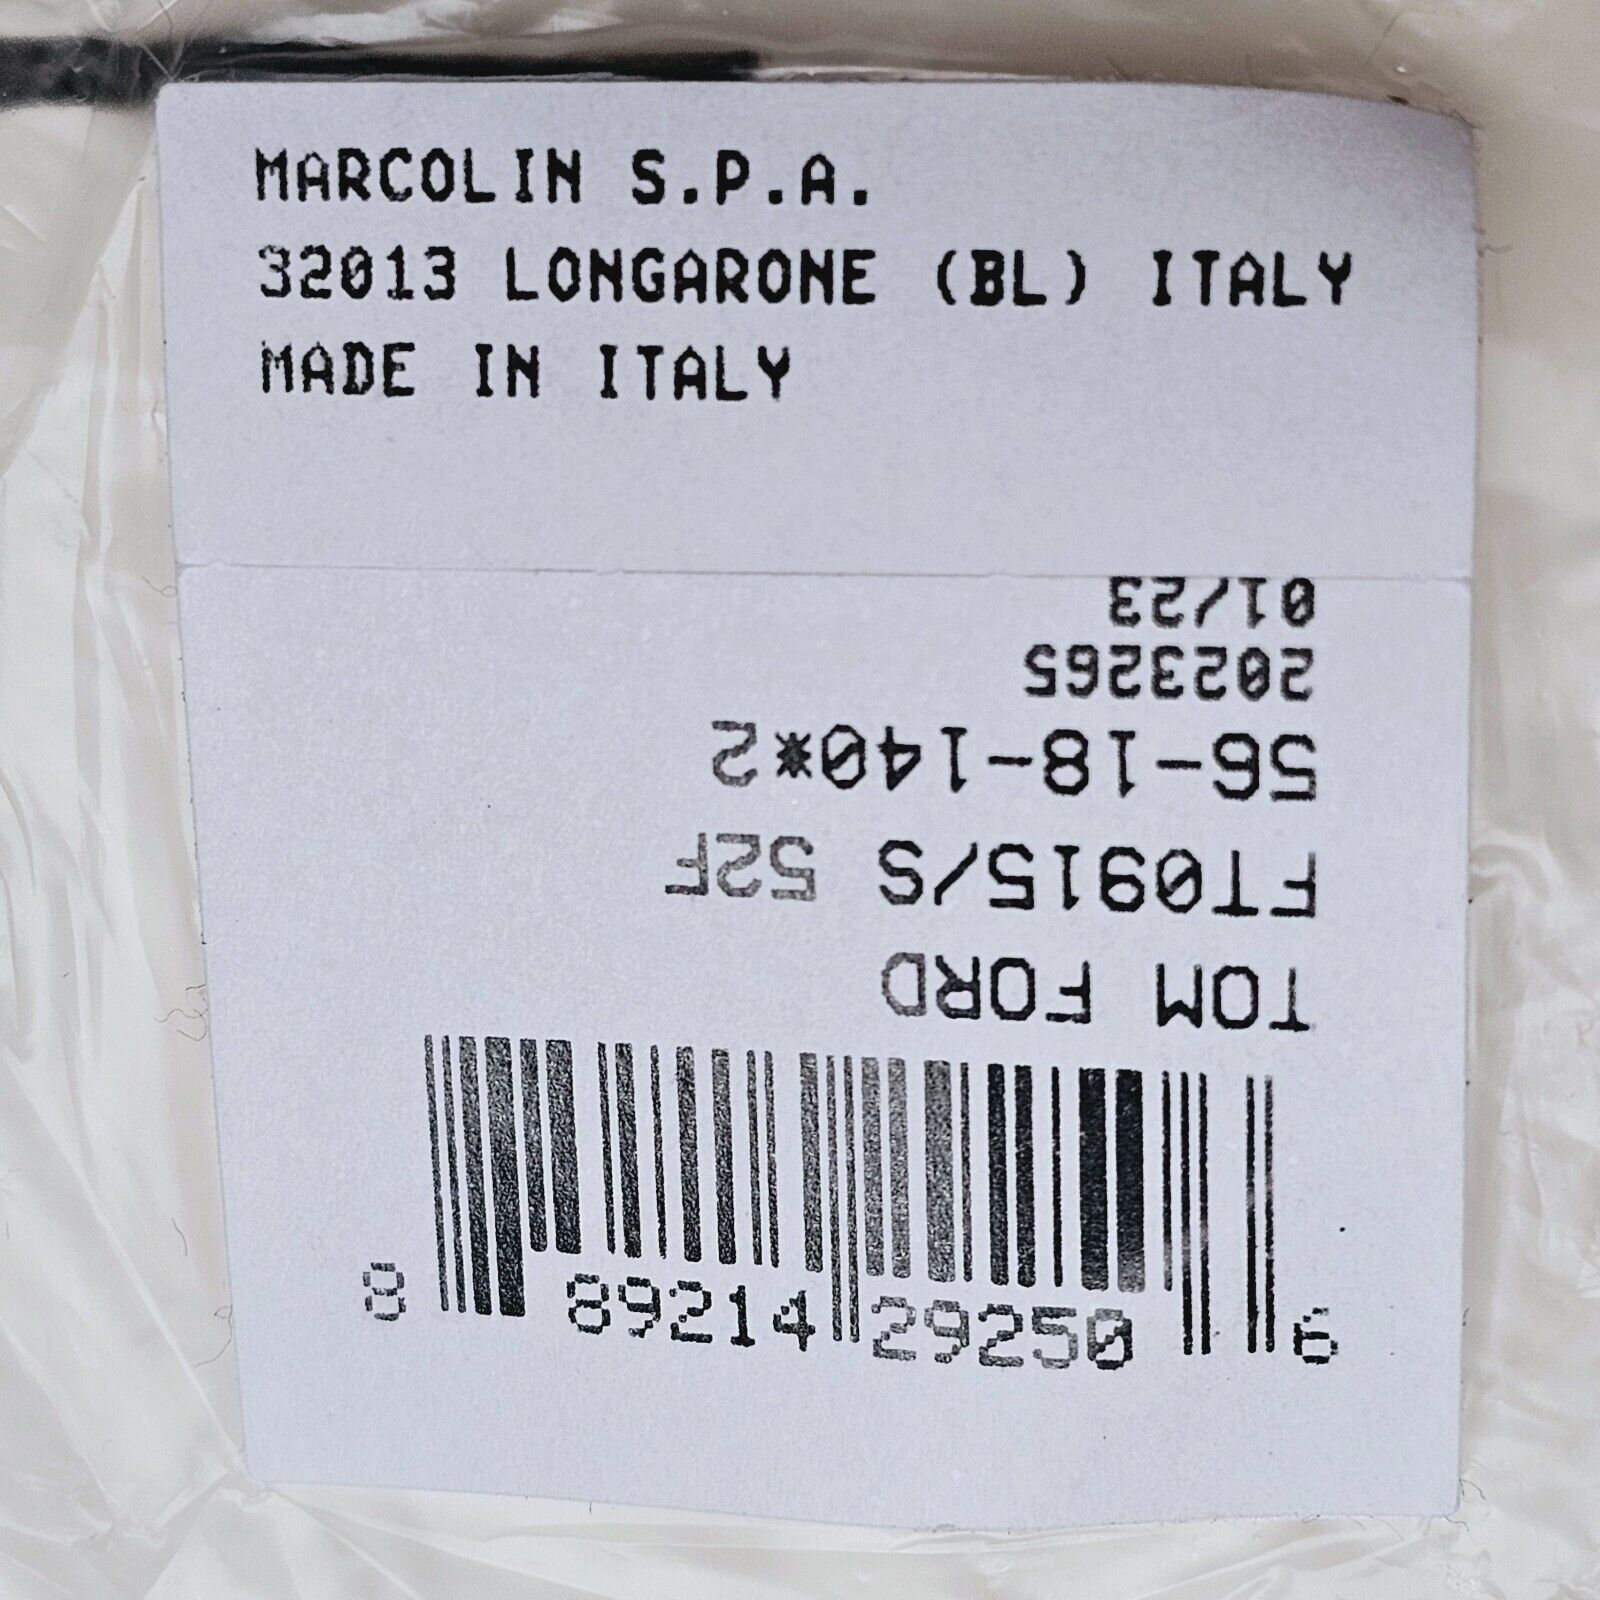 MARCOLIN S.P.A.
32013 LONGARONE (BL) ITALY
MADE IN ITALY
TOM FORD
FT0915/S 52F
56-18-140*2
2023265
01/23
8 89214 29250 6